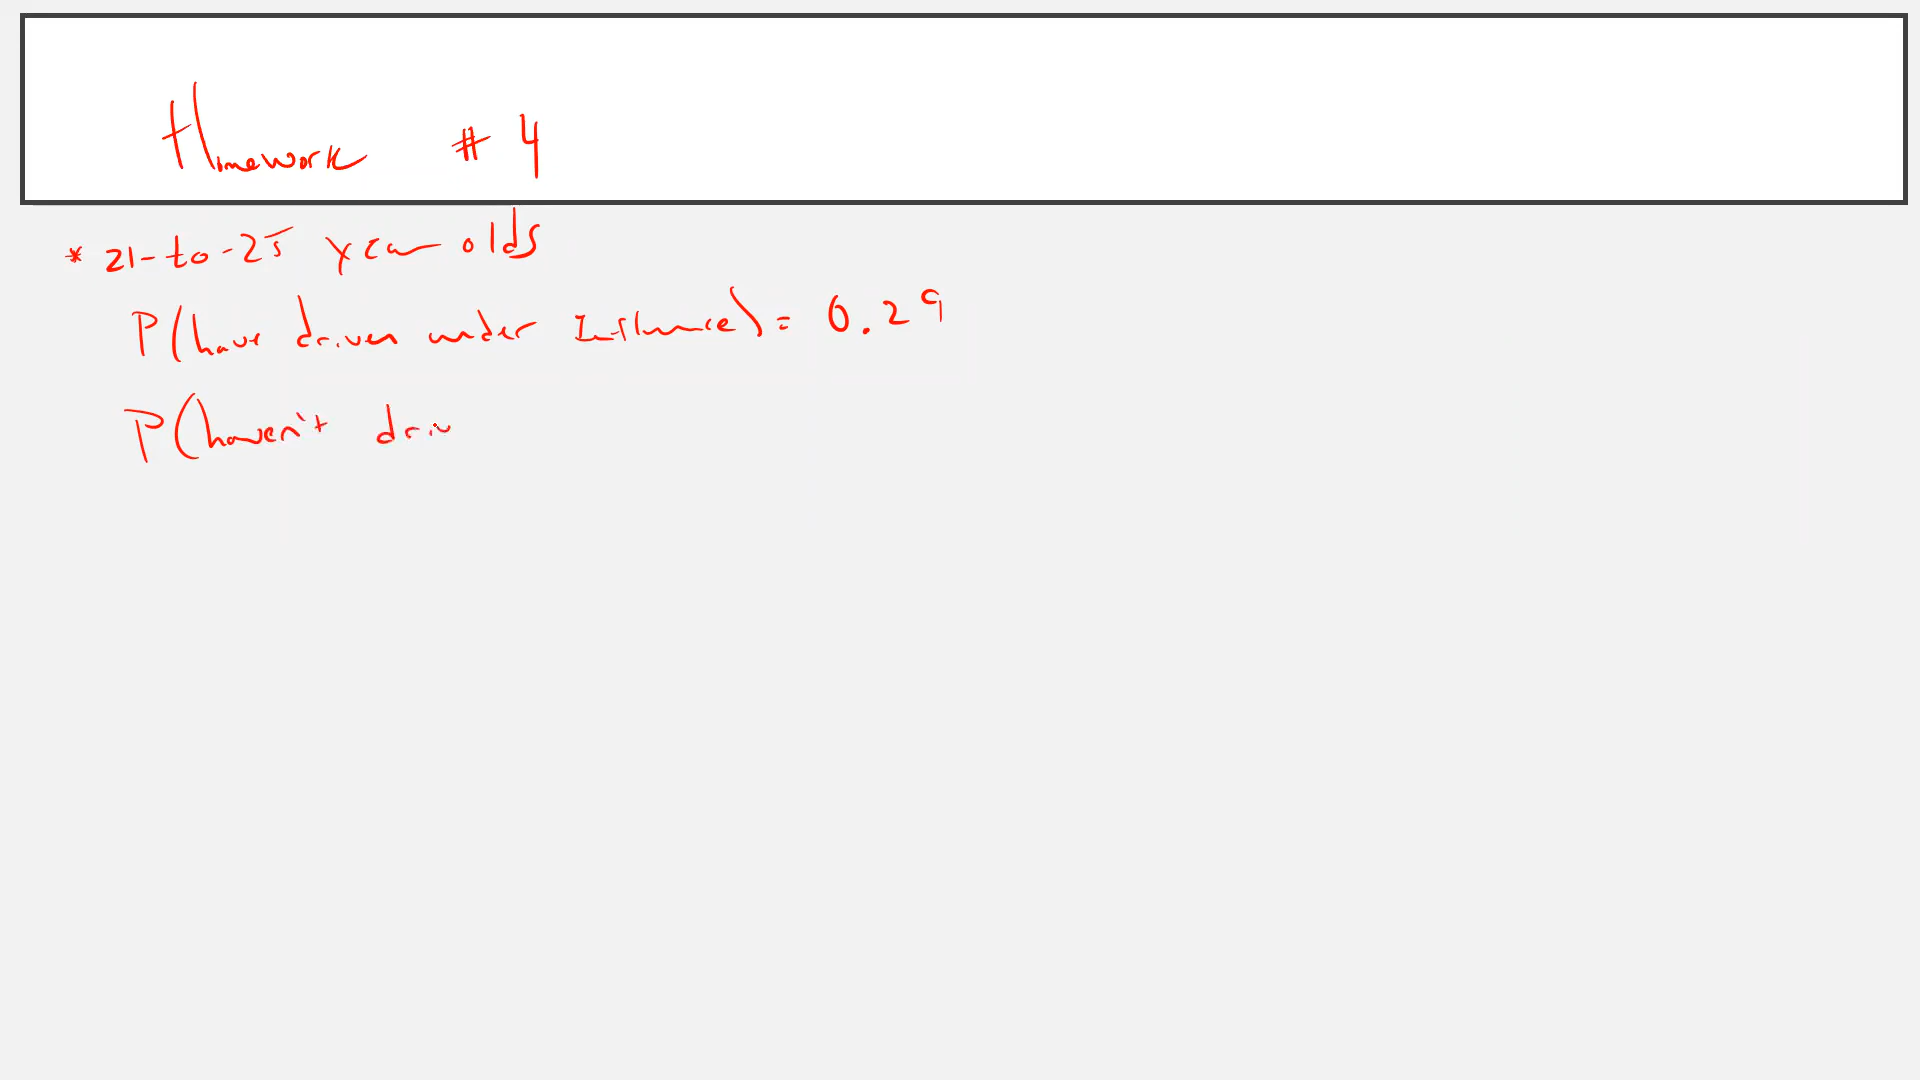 Homework # 4
* 21-to-25 year olds
P(have driven under Influence) = 0.29
P(haven't driv